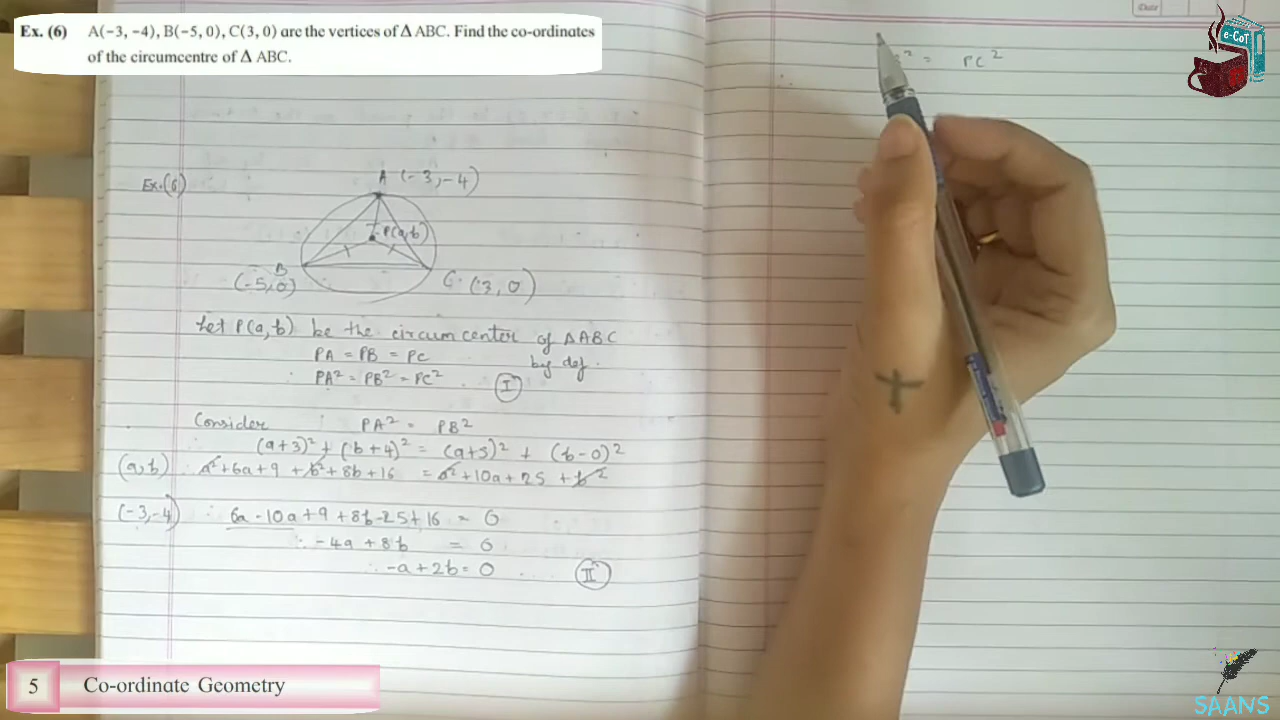 Ex. (6) A(−3, −4), B(−5, 0), C(3, 0) are the vertices of Δ ABC. Find the co-ordinates
of the circumcentre of Δ ABC.
Date
e-CoT
² = PC²
Ex.(6)
A (-3,-4)
P(a,b)
B
(-5,0)
C (3, 0)
Let P(a,b) be the circumcenter of ΔABC
PA = PB = PC by def.
∴ PA² = PB² = PC² . (I)
Consider PA² = PB²
∴ (a+3)² + (b+4)² = (a+5)² + (b-0)²
(a,b) a²+6a+9 +b²+8b+16 = a²+10a+25 +b²
(-3,-4) ∴ 6a-10a+9+8b-25+16 = 0
∴ -4a+8b = 0
∴ -a+2b=0 ... (II)
5 Co-ordinate Geometry
SAANS